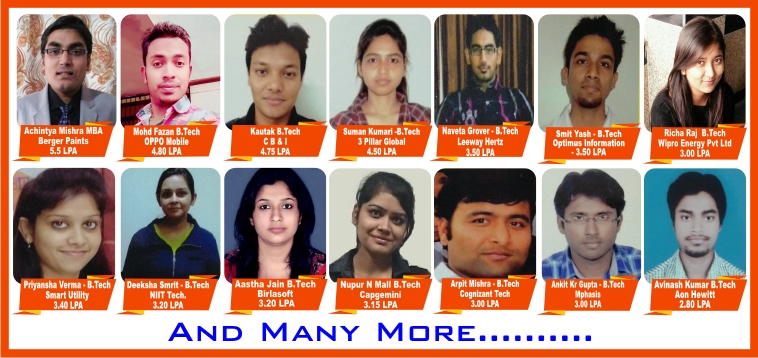 Achintya Mishra MBA
Berger Paints
5.5 LPA
Mohd Fazan B.Tech
OPPO Mobile
4.80 LPA
Kautak B.Tech
C B & I
4.75 LPA
Suman Kumari -B.Tech
3 Pillar Global
4.50 LPA
Naveta Grover - B.Tech
Leeway Hertz
3.50 LPA
Smit Yash - B.Tech
Optimus Information
- 3.50 LPA
Richa Raj B.Tech
Wipro Energy Pvt Ltd
3.00 LPA
Priyansha Verma - B.Tech
Smart Utility
3.40 LPA
Deeksha Smrit - B.Tech
NIIT Tech.
3.20 LPA
Aastha Jain B.Tech
Birlasoft
3.20 LPA
Nupur N Mall B.Tech
Capgemini
3.15 LPA
Arpit Mishra - B.Tech
Cognizant Tech
3.00 LPA
Ankit Kr Gupta - B.Tech
Mphasis
3.00 LPA
Avinash Kumar B.Tech
Aon Hewitt
2.80 LPA
AND MANY MORE..........